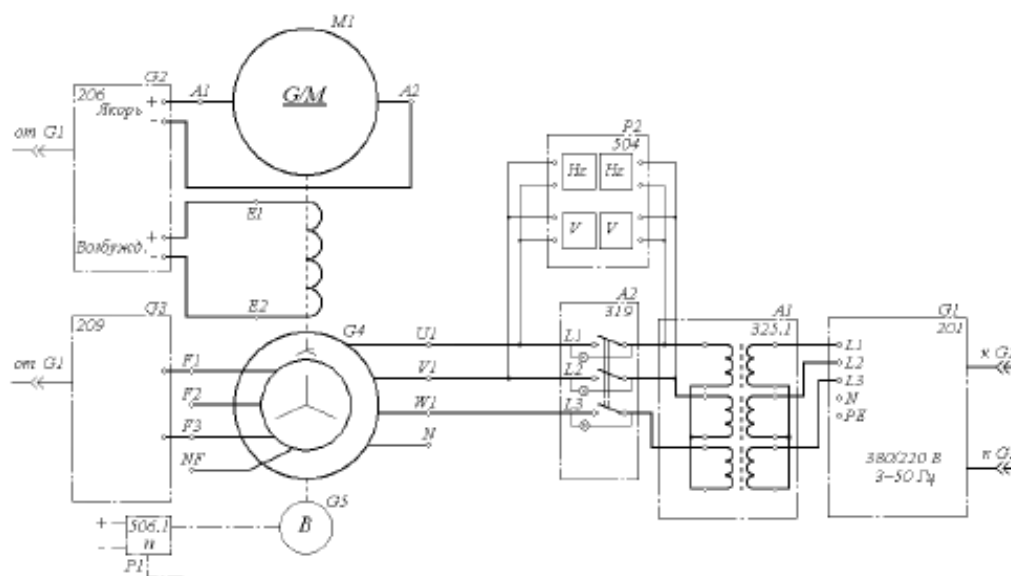 M1
G/M
A1
A2
G2
206
Якорь
+
-
от G1
E1
Возбужд.
+
-
E2
P2
504
Hz Hz
V V
G3
209
от G1
F1
F2
F3
NF
G4
U1
V1
W1
N
A2
319
L1
L2
L3
A1
325.1
G1
201
L1
L2
L3
N
PE
380/220 В
3~50 Гц
к
к
G5
B
+
-
506.1
n
P1